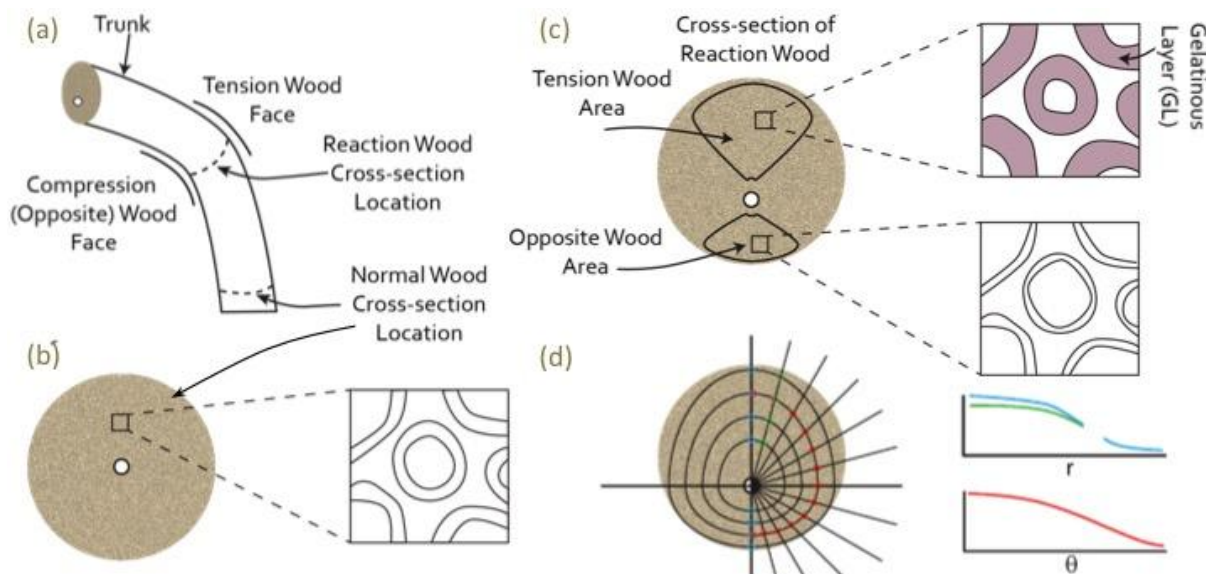 (a)
Trunk
Tension Wood
Face
Reaction Wood
Cross-section
Location
Compression
(Opposite) Wood
Face
Normal Wood
Cross-section
Location
(b)
(c)
Cross-section of
Reaction Wood
Tension Wood
Area
Gelatinous
Layer (GL)
Opposite Wood
Area
(d)
r
θ